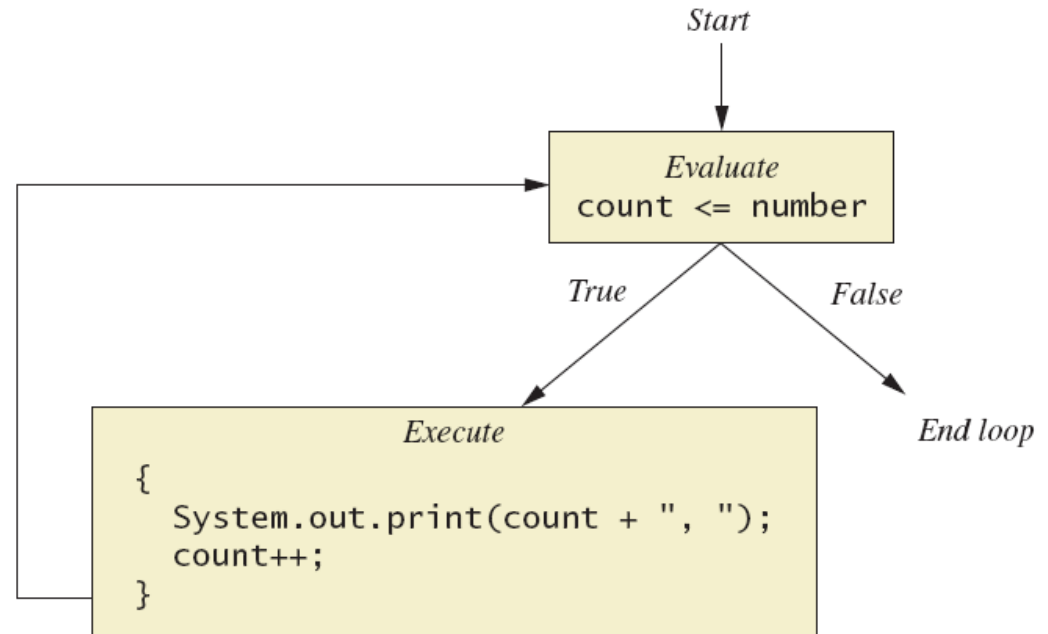 Start
Evaluate
count <= number
True
False
Execute
End loop
{
System.out.print(count + ", ");
count++;
}